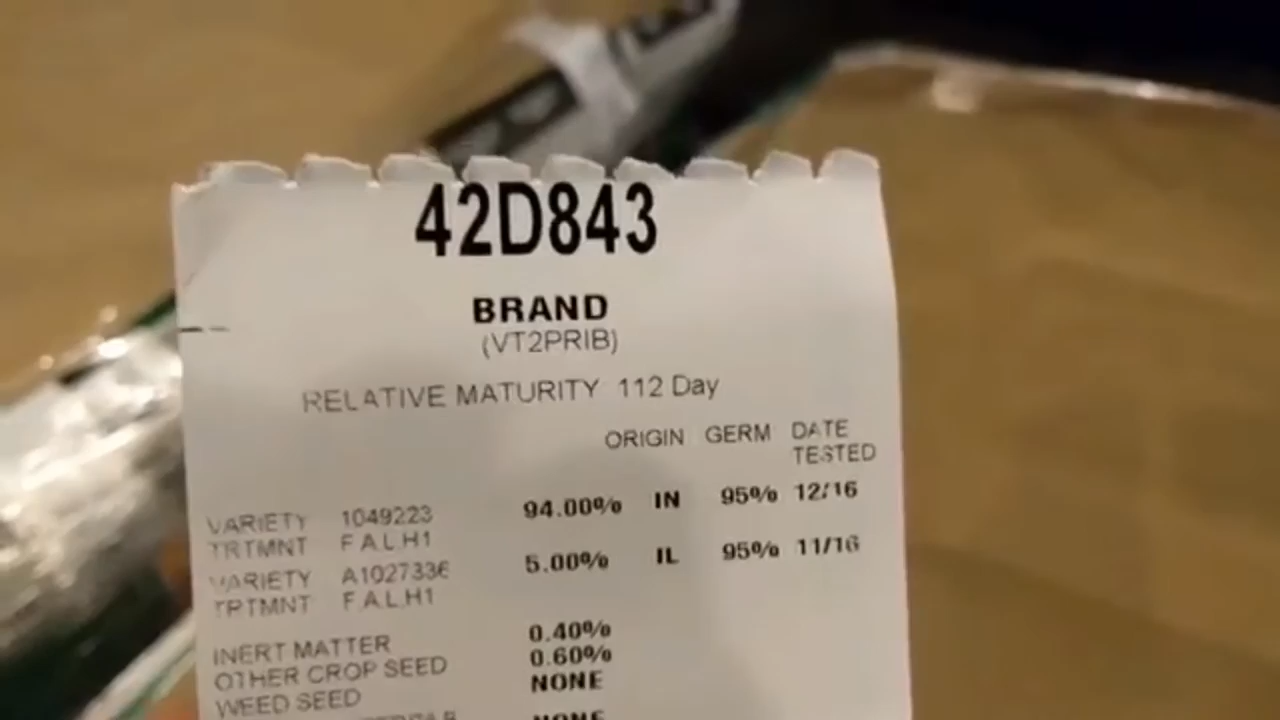 42D843
BRAND
(VT2PRIB)
RELATIVE MATURITY 112 Day
ORIGIN GERM DATE TESTED
VARIETY 1049223 94.00% IN 95% 12/16
TRTMNT F.A.L.H1
VARIETY A1027336 5.00% IL 95% 11/16
TRTMNT F.A.L.H1
INERT MATTER 0.40%
OTHER CROP SEED 0.60%
WEED SEED NONE
NONE